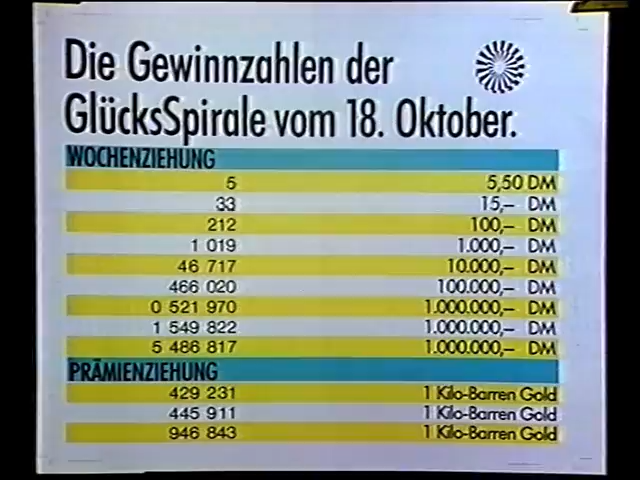 Die Gewinnzahlen der
GlücksSpirale vom 18. Oktober.
WOCHENZIEHUNG
5 5,50 DM
33 15,– DM
212 100,– DM
1 019 1.000,– DM
46 717 10.000,– DM
466 020 100.000,– DM
0 521 970 1.000.000,– DM
1 549 822 1.000.000,– DM
5 486 817 1.000.000,– DM
PRÄMIENZIEHUNG
429 231 1 Kilo-Barren Gold
445 911 1 Kilo-Barren Gold
946 843 1 Kilo-Barren Gold